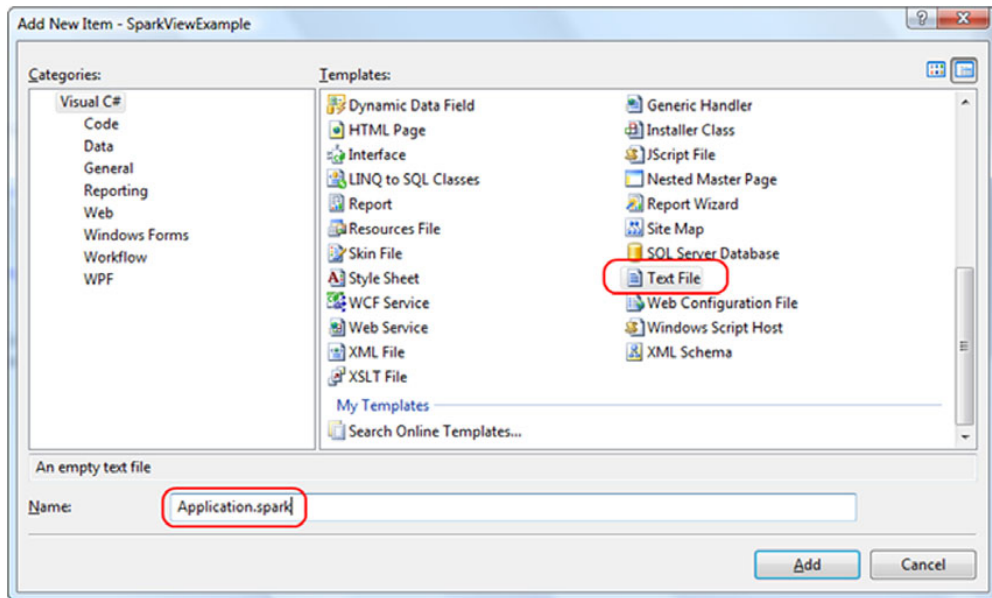 Add New Item - SparkViewExample
Categories:
Visual C#
Code
Data
General
Reporting
Web
Windows Forms
Workflow
WPF
Templates:
Dynamic Data Field
HTML Page
Interface
LINQ to SQL Classes
Report
Resources File
Skin File
Style Sheet
WCF Service
Web Service
XML File
XSLT File
Generic Handler
Installer Class
JScript File
Nested Master Page
Report Wizard
Site Map
SQL Server Database
Text File
Web Configuration File
Windows Script Host
XML Schema
My Templates
Search Online Templates...
An empty text file
Name:
Application.spark
Add
Cancel